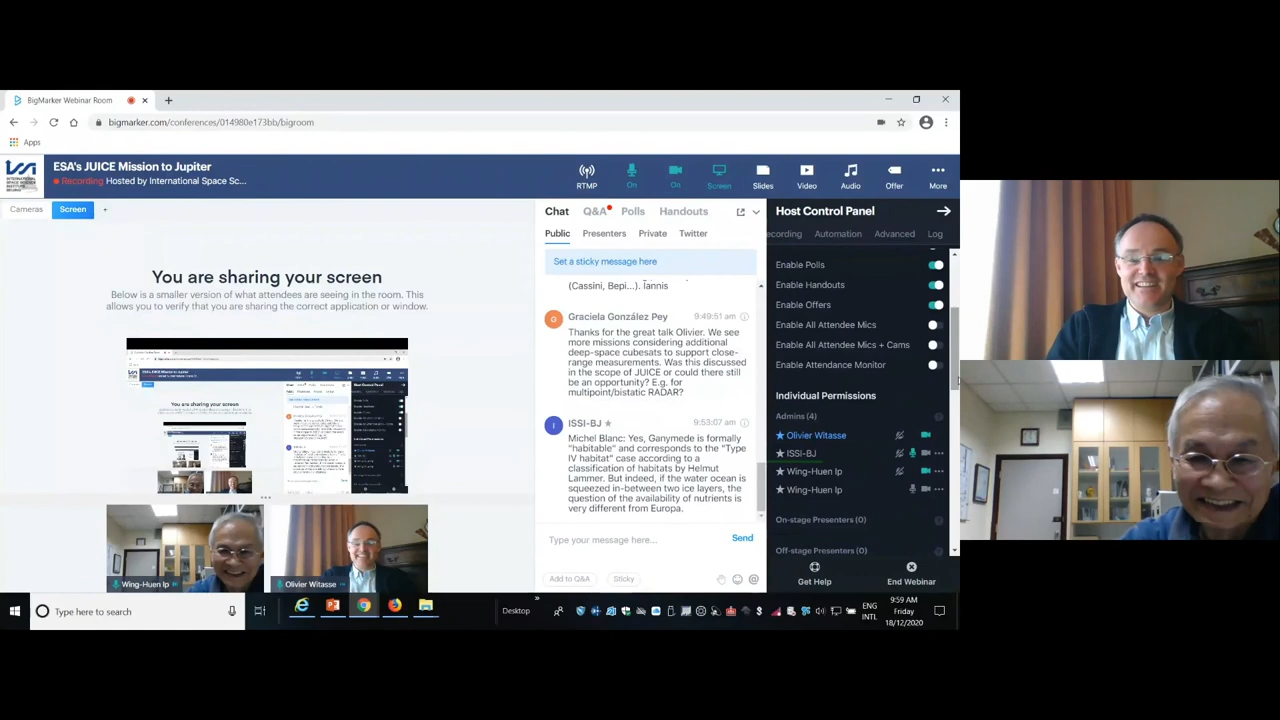 BigMarker Webinar Room
bigmarker.com/conferences/014980e173bb/bigroom
Apps
ESA's JUICE Mission to Jupiter
Recording Hosted by International Space Sc...
RTMP
On
On
Screen
Slides
Video
Audio
Offer
More
Cameras
Screen
+
You are sharing your screen
Below is a smaller version of what attendees are seeing in the room. This
allows you to verify that you are sharing the correct application or window.
You are sharing your screen
Wing-Huen Ip
Olivier Witasse
Chat
Q&A
Polls
Handouts
Public
Presenters
Private
Twitter
Set a sticky message here
(Cassini, Bepi...). Iannis
G
Graciela González Pey
9:49:51 am
Thanks for the great talk Olivier. We see
more missions considering additional
deep-space cubesats to support close-
range measurements. Was this discussed
in the scope of JUICE or could there still
be an opportunity? E.g. for
multipoint/bistatic RADAR?
I
ISSI-BJ
9:53:07 am
Michel Blanc: Yes, Ganymede is formally
"habitable" and corresponds to the "Type
IV habitat" case according to a
classification of habitats by Helmut
Lammer. But indeed, if the water ocean is
squeezed in-between two ice layers, the
question of the availability of nutrients is
very different from Europa.
Type your message here...
Send
Add to Q&A
Sticky
Host Control Panel
ecording
Automation
Advanced
Log
Enable Polls
Enable Handouts
Enable Offers
Enable All Attendee Mics
Enable All Attendee Mics + Cams
Enable Attendance Monitor
Individual Permissions
Admins (4)
Olivier Witasse
ISSI-BJ
Wing-Huen Ip
Wing-Huen Ip
On-stage Presenters (0)
Off-stage Presenters (0)
Get Help
End Webinar
Type here to search
Desktop
ENG
INTL
9:59 AM
Friday
18/12/2020